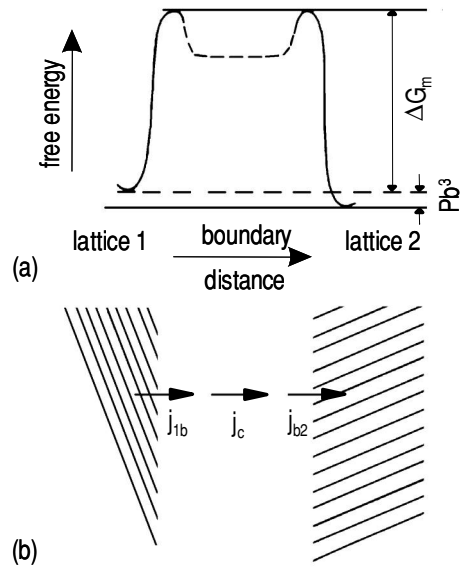 free energy
ΔGₘ
Pb³
lattice 1
boundary
lattice 2
distance
(a)
j₁b
jc
jb2
(b)